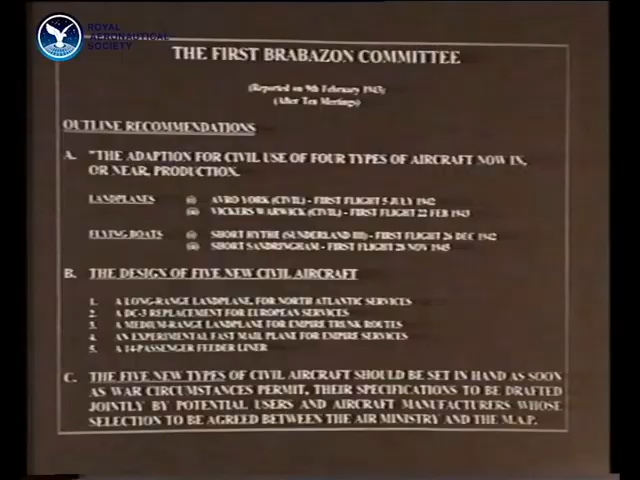 ROYAL
AERONAUTICAL
SOCIETY
THE FIRST BRABAZON COMMITTEE
(Reported on 9th February 1943)
(After Ten Meetings)
OUTLINE RECOMMENDATIONS
A. "THE ADAPTION FOR CIVIL USE OF FOUR TYPES OF AIRCRAFT NOW IN,
OR NEAR, PRODUCTION.
LANDPLANES (i) AVRO YORK (CIVIL) - FIRST FLIGHT 5 JULY 1942
(ii) VICKERS WARWICK (CIVIL) - FIRST FLIGHT 22 FEB 1943
FLYING BOATS (i) SHORT HYTHE (SUNDERLAND III) - FIRST FLIGHT 26 DEC 1942
(ii) SHORT SANDRINGHAM - FIRST FLIGHT 28 NOV 1945
B. THE DESIGN OF FIVE NEW CIVIL AIRCRAFT
1. A LONG-RANGE LANDPLANE, FOR NORTH ATLANTIC SERVICES
2. A DC-3 REPLACEMENT FOR EUROPEAN SERVICES
3. A MEDIUM-RANGE LANDPLANE FOR EMPIRE TRUNK ROUTES
4. AN EXPERIMENTAL FAST MAIL PLANE FOR EMPIRE SERVICES
5. A 14-PASSENGER FEEDER LINER
C. THE FIVE NEW TYPES OF CIVIL AIRCRAFT SHOULD BE SET IN HAND AS SOON
AS WAR CIRCUMSTANCES PERMIT, THEIR SPECIFICATIONS TO BE DRAFTED
JOINTLY BY POTENTIAL USERS AND AIRCRAFT MANUFACTURERS WHOSE
SELECTION TO BE AGREED BETWEEN THE AIR MINISTRY AND THE M.A.P.